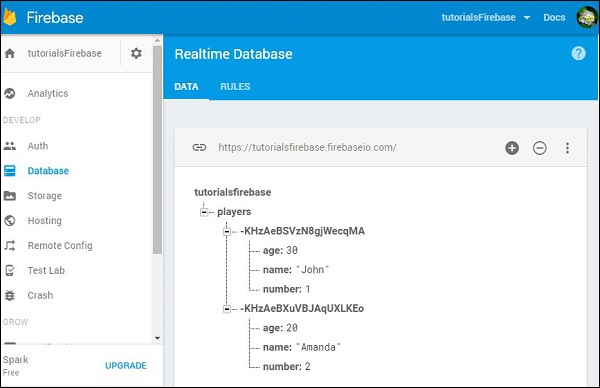 Firebase
tutorialsFirebase
Docs
tutorialsFirebase
Analytics
DEVELOP
Auth
Database
Storage
Hosting
Remote Config
Test Lab
Crash
GROW
Spark
Free
UPGRADE
Realtime Database
DATA RULES
https://tutorialsfirebase.firebaseio.com/
tutorialsfirebase
players
-KHzAeBSVzN8gjWecqMA
age: 30
name: "John"
number: 1
-KHzAeBXuVBJAqUXLKEo
age: 20
name: "Amanda"
number: 2